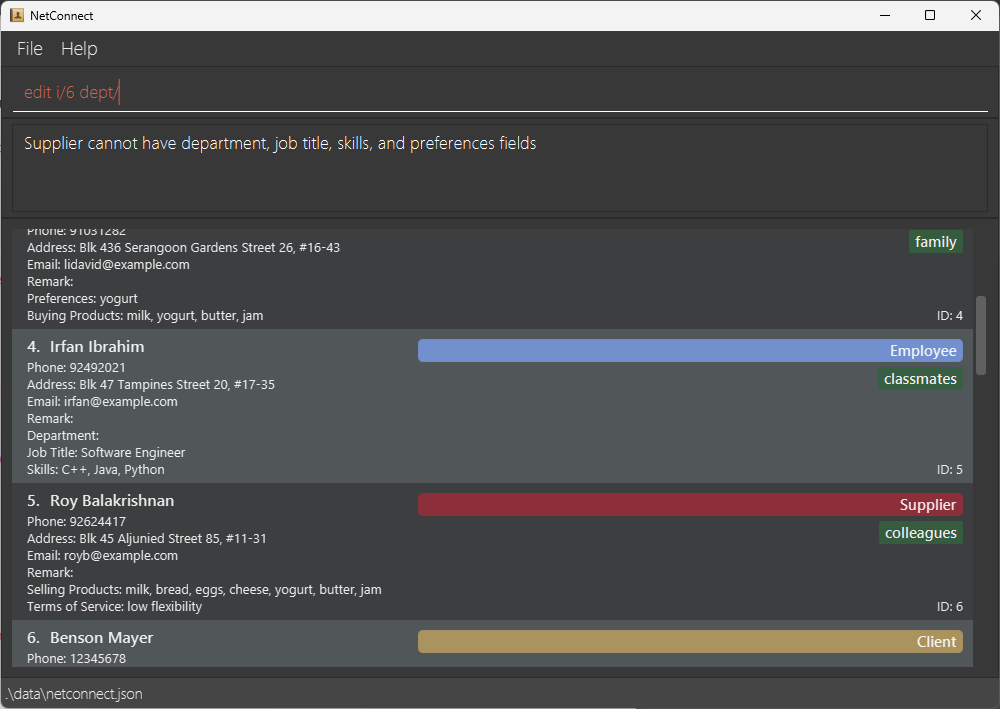 NetConnect
File Help
edit i/6 dept/
Supplier cannot have department, job title, skills, and preferences fields
Phone: 91031282
Address: Blk 436 Serangoon Gardens Street 26, #16-43
family
Email: lidavid@example.com
Remark:
Preferences: yogurt
Buying Products: milk, yogurt, butter, jam
ID: 4
4. Irfan Ibrahim
Employee
Phone: 92492021
classmates
Address: Blk 47 Tampines Street 20, #17-35
Email: irfan@example.com
Remark:
Department:
Job Title: Software Engineer
Skills: C++, Java, Python
ID: 5
5. Roy Balakrishnan
Supplier
Phone: 92624417
colleagues
Address: Blk 45 Aljunied Street 85, #11-31
Email: royb@example.com
Remark:
Selling Products: milk, bread, eggs, cheese, yogurt, butter, jam
Terms of Service: low flexibility
ID: 6
6. Benson Mayer
Client
Phone: 12345678
.\data\netconnect.json